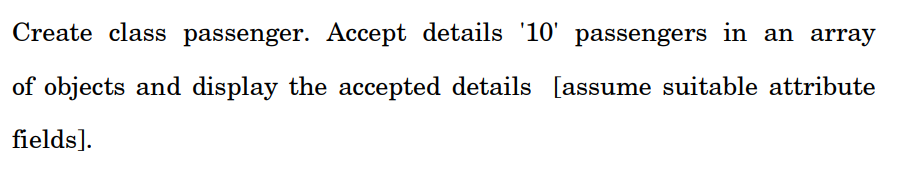 Create class passenger. Accept details '10' passengers in an array
of objects and display the accepted details [assume suitable attribute
fields].